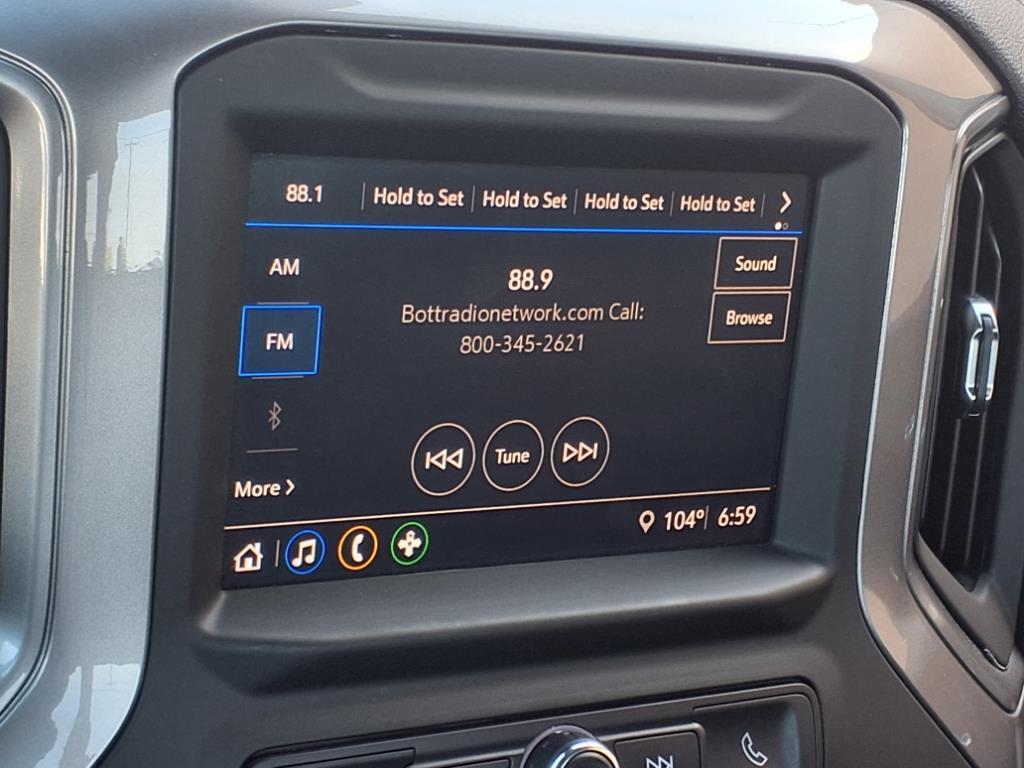 88.1 Hold to Set Hold to Set Hold to Set Hold to Set
AM
FM
More
88.9
Bottradionetwork.com Call:
800-345-2621
Sound
Browse
Tune
104° 6:59